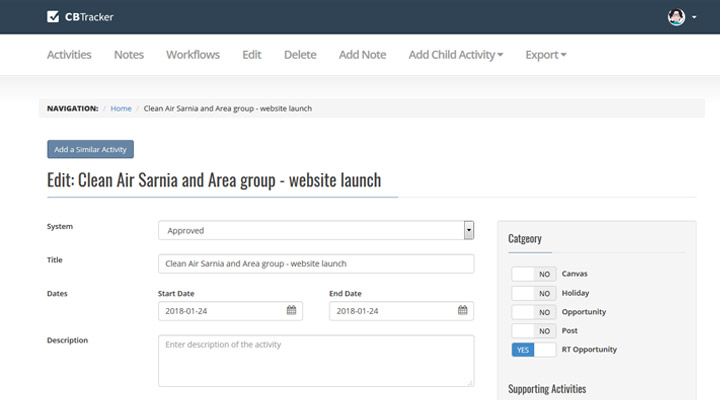 CBTracker
Activities Notes Workflows Edit Delete Add Note Add Child Activity Export
NAVIGATION: / Home / Clean Air Sarnia and Area group - website launch
Add a Similar Activity
Edit: Clean Air Sarnia and Area group - website launch
System
Approved
Title
Clean Air Sarnia and Area group - website launch
Dates
Start Date
End Date
2018-01-24
2018-01-24
Description
Enter description of the activity
Catgeory
NO Canvas
NO Holiday
NO Opportunity
NO Post
YES RT Opportunity
Supporting Activities